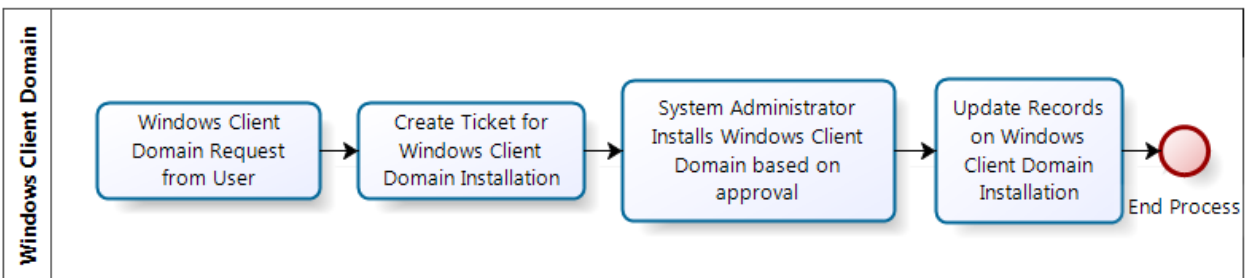 Windows Client Domain
Windows Client
Domain Request
from User
Create Ticket for
Windows Client
Domain Installation
System Administrator
Installs Windows Client
Domain based on
approval
Update Records
on Windows
Client Domain
Installation
End Process